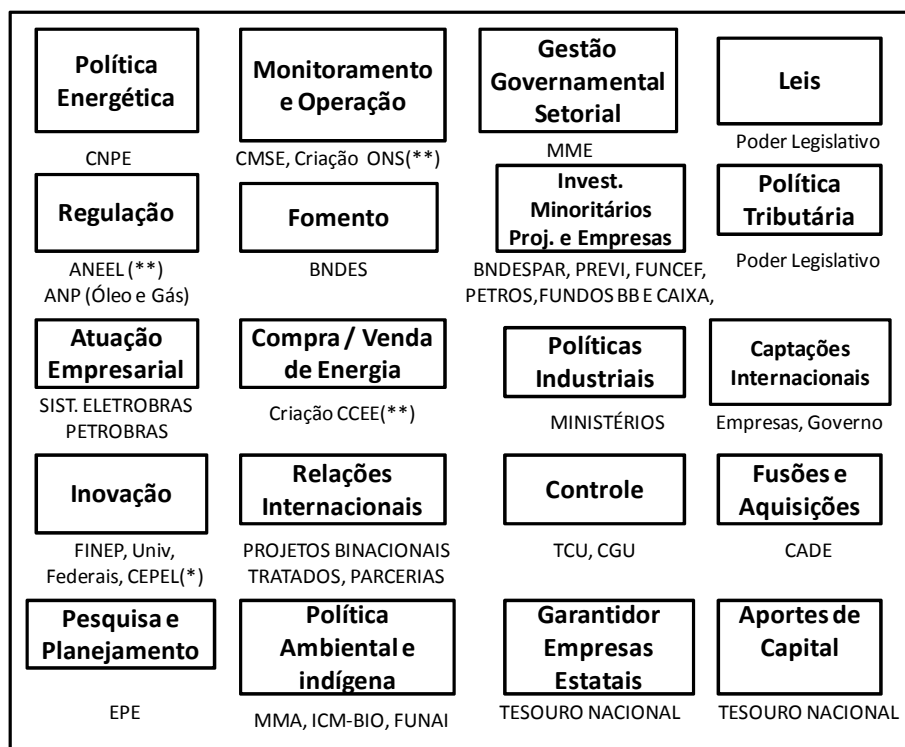 Política
Energética
CNPE
Monitoramento
e Operação
CMSE, Criação ONS(**)
Gestão
Governamental
Setorial
MME
Leis
Poder Legislativo
Regulação
ANEEL (**)
ANP (Óleo e Gás)
Fomento
BNDES
Invest.
Minoritários
Proj. e Empresas
BNDESPAR, PREVI, FUNCEF,
PETROS,FUNDOS BB E CAIXA,
Política
Tributária
Poder Legislativo
Atuação
Empresarial
SIST. ELETROBRAS
PETROBRAS
Compra / Venda
de Energia
Criação CCEE(**)
Políticas
Industriais
MINISTÉRIOS
Captações
Internacionais
Empresas, Governo
Inovação
FINEP, Univ,
Federais, CEPEL(*)
Relações
Internacionais
PROJETOS BINACIONAIS
TRATADOS, PARCERIAS
Controle
TCU, CGU
Fusões e
Aquisições
CADE
Pesquisa e
Planejamento
EPE
Política
Ambiental e
indígena
MMA, ICM-BIO, FUNAI
Garantidor
Empresas
Estatais
TESOURO NACIONAL
Aportes de
Capital
TESOURO NACIONAL